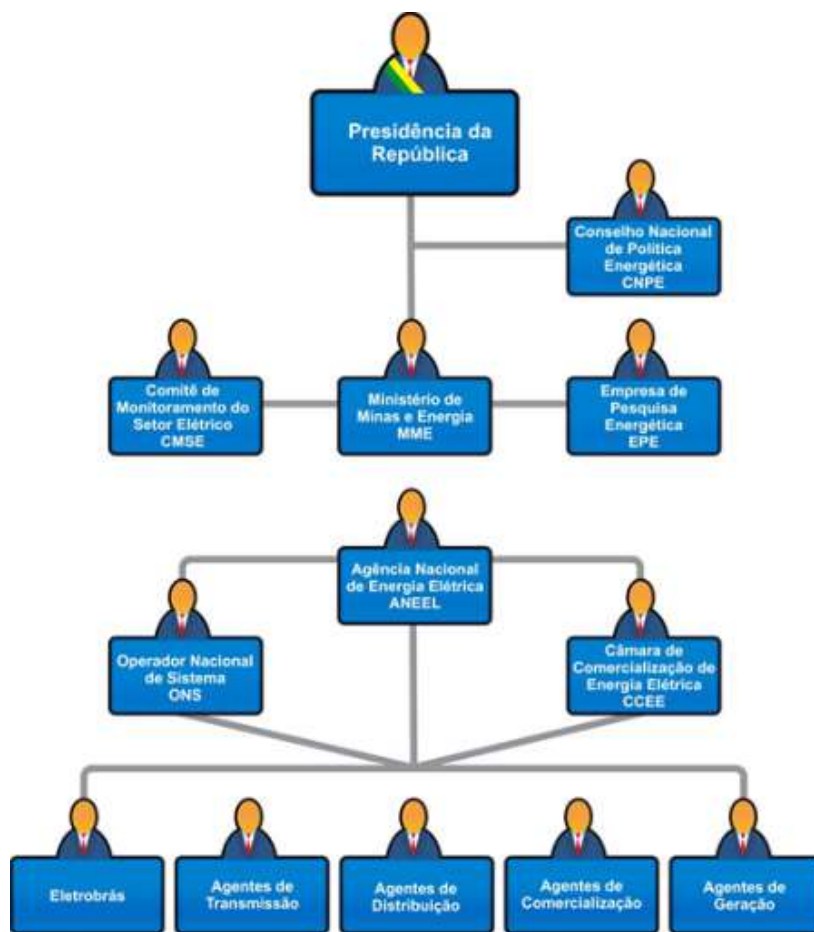 Presidência da
República
Conselho Nacional
de Política
Energética
CNPE
Comitê de
Monitoramento do
Setor Elétrico
CMSE
Ministério de
Minas e Energia
MME
Empresa de
Pesquisa
Energética
EPE
Agência Nacional
de Energia Elétrica
ANEEL
Operador Nacional
de Sistema
ONS
Câmara de
Comercialização de
Energia Elétrica
CCEE
Eletrobrás
Agentes de
Transmissão
Agentes de
Distribuição
Agentes de
Comercialização
Agentes de
Geração